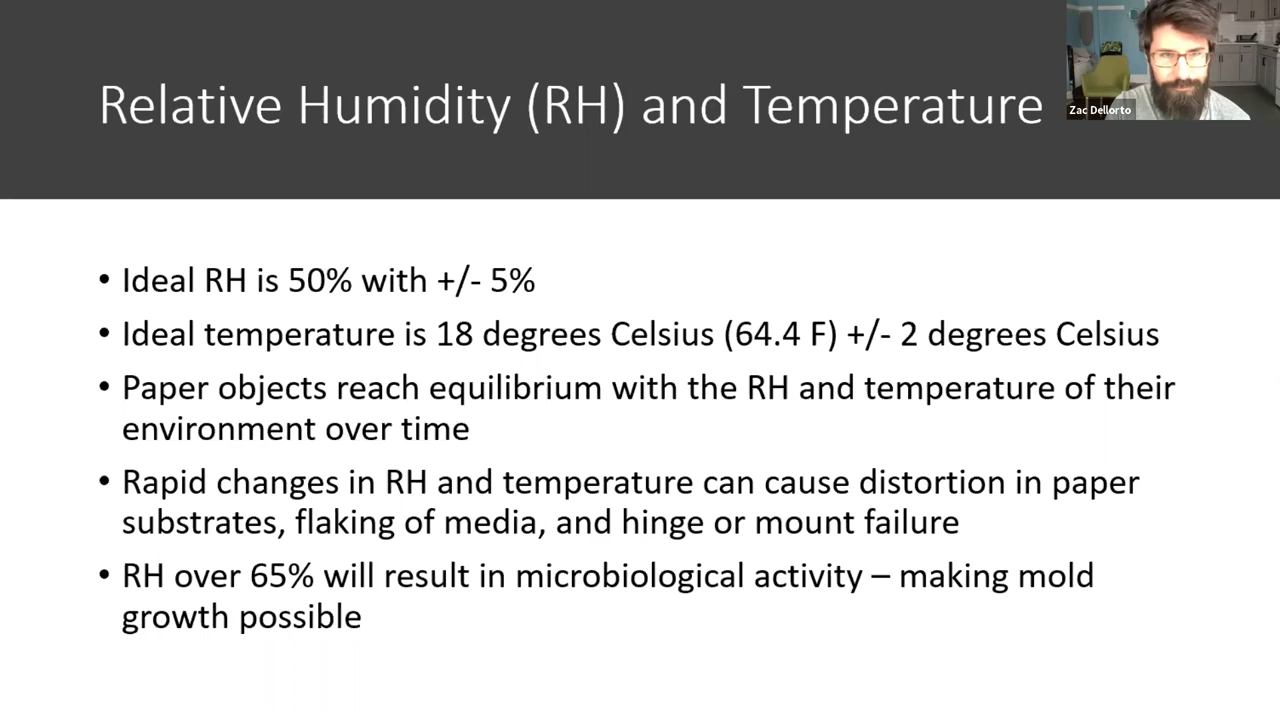 Relative Humidity (RH) and Temperature
Zac Dellorto
• Ideal RH is 50% with +/- 5%
• Ideal temperature is 18 degrees Celsius (64.4 F) +/- 2 degrees Celsius
• Paper objects reach equilibrium with the RH and temperature of their
environment over time
• Rapid changes in RH and temperature can cause distortion in paper
substrates, flaking of media, and hinge or mount failure
• RH over 65% will result in microbiological activity – making mold
growth possible